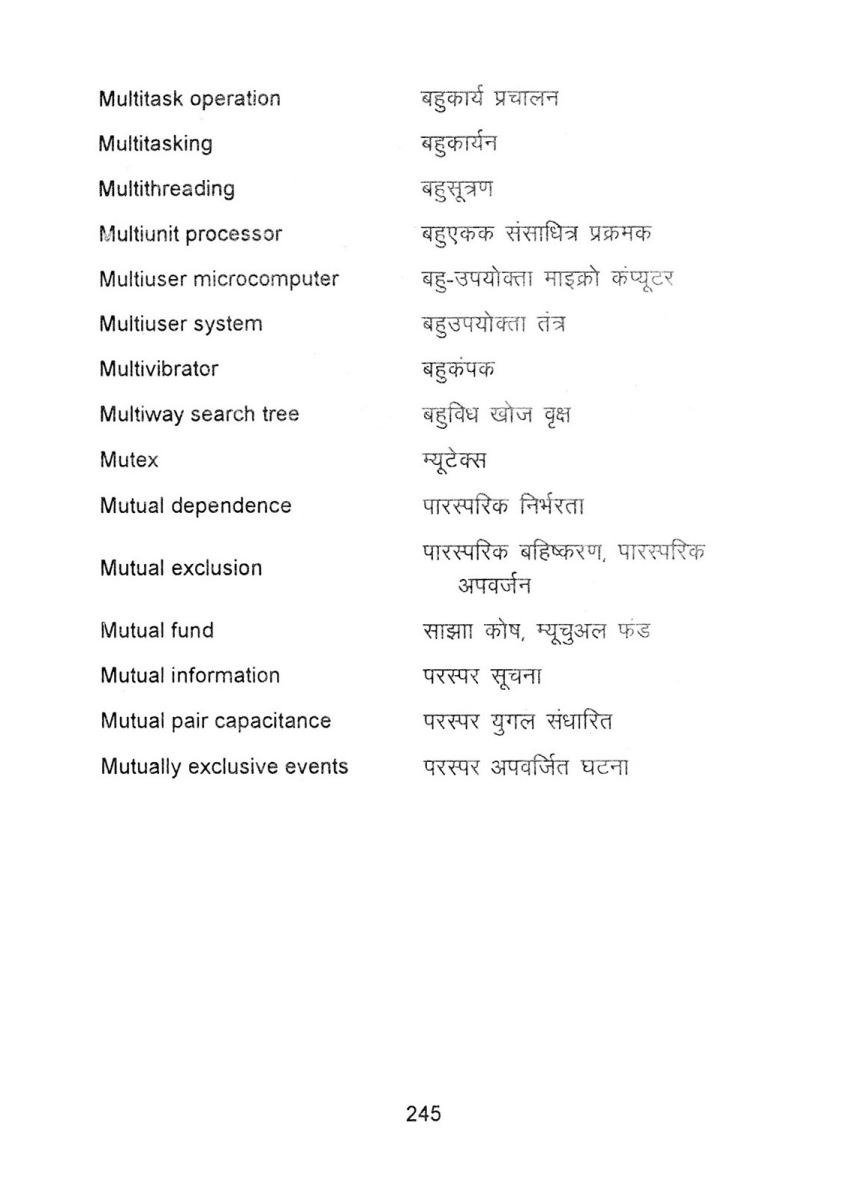 Multitask operation बहुकार्य प्रचालन
Multitasking बहुकार्यन
Multithreading बहुसूत्रण
Multiunit processor बहुएकक संसाधित्र प्रक्रमक
Multiuser microcomputer बहु-उपयोक्ता माइक्रो कंप्यूटर
Multiuser system बहुउपयोक्ता तंत्र
Multivibrator बहुकंपक
Multiway search tree बहुविध खोज वृक्ष
Mutex म्यूटेक्स
Mutual dependence पारस्परिक निर्भरता
Mutual exclusion पारस्परिक बहिष्करण, पारस्परिक
अपवर्जन
Mutual fund साझाा कोष, म्यूचुअल फंड
Mutual information परस्पर सूचना
Mutual pair capacitance परस्पर युगल संधारित
Mutually exclusive events परस्पर अपवर्जित घटना
245